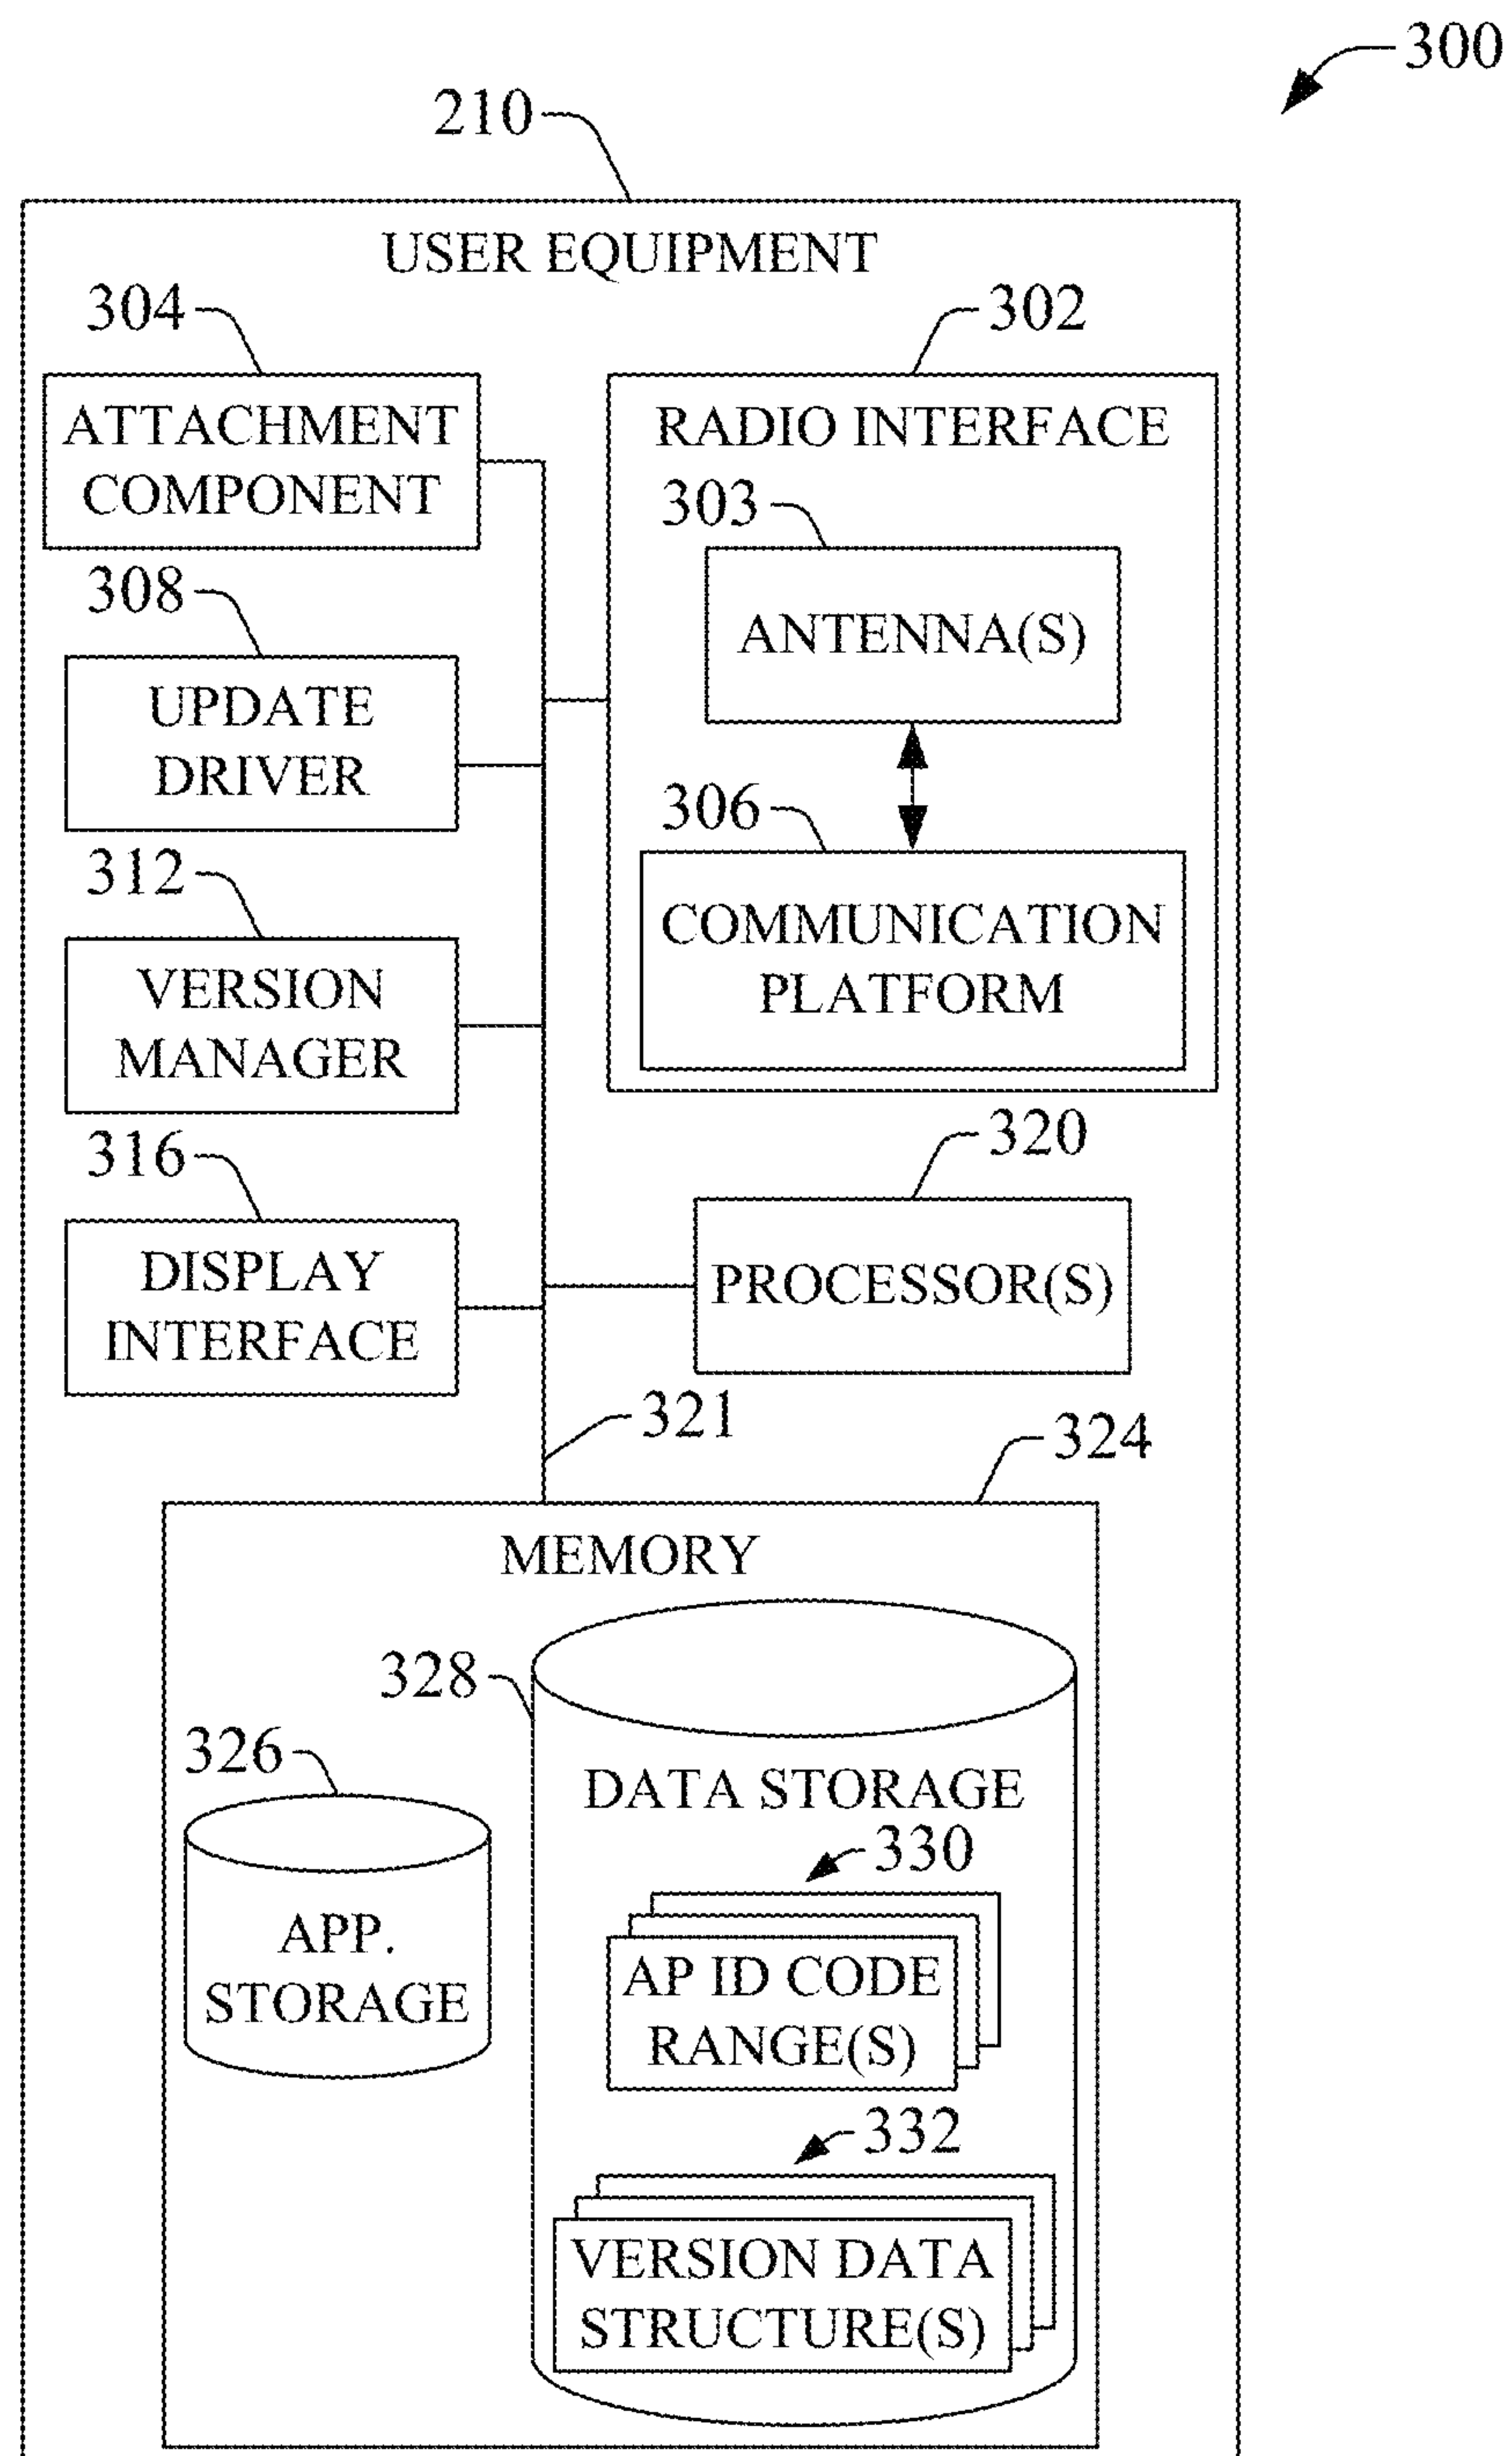 300
210
USER EQUIPMENT
304
302
ATTACHMENT
COMPONENT
RADIO INTERFACE
303
ANTENNA(S)
308
UPDATE
DRIVER
306
COMMUNICATION
PLATFORM
312
VERSION
MANAGER
320
PROCESSOR(S)
316
DISPLAY
INTERFACE
321
324
MEMORY
328
326
APP.
STORAGE
DATA STORAGE
330
AP ID CODE
RANGE(S)
332
VERSION DATA
STRUCTURE(S)